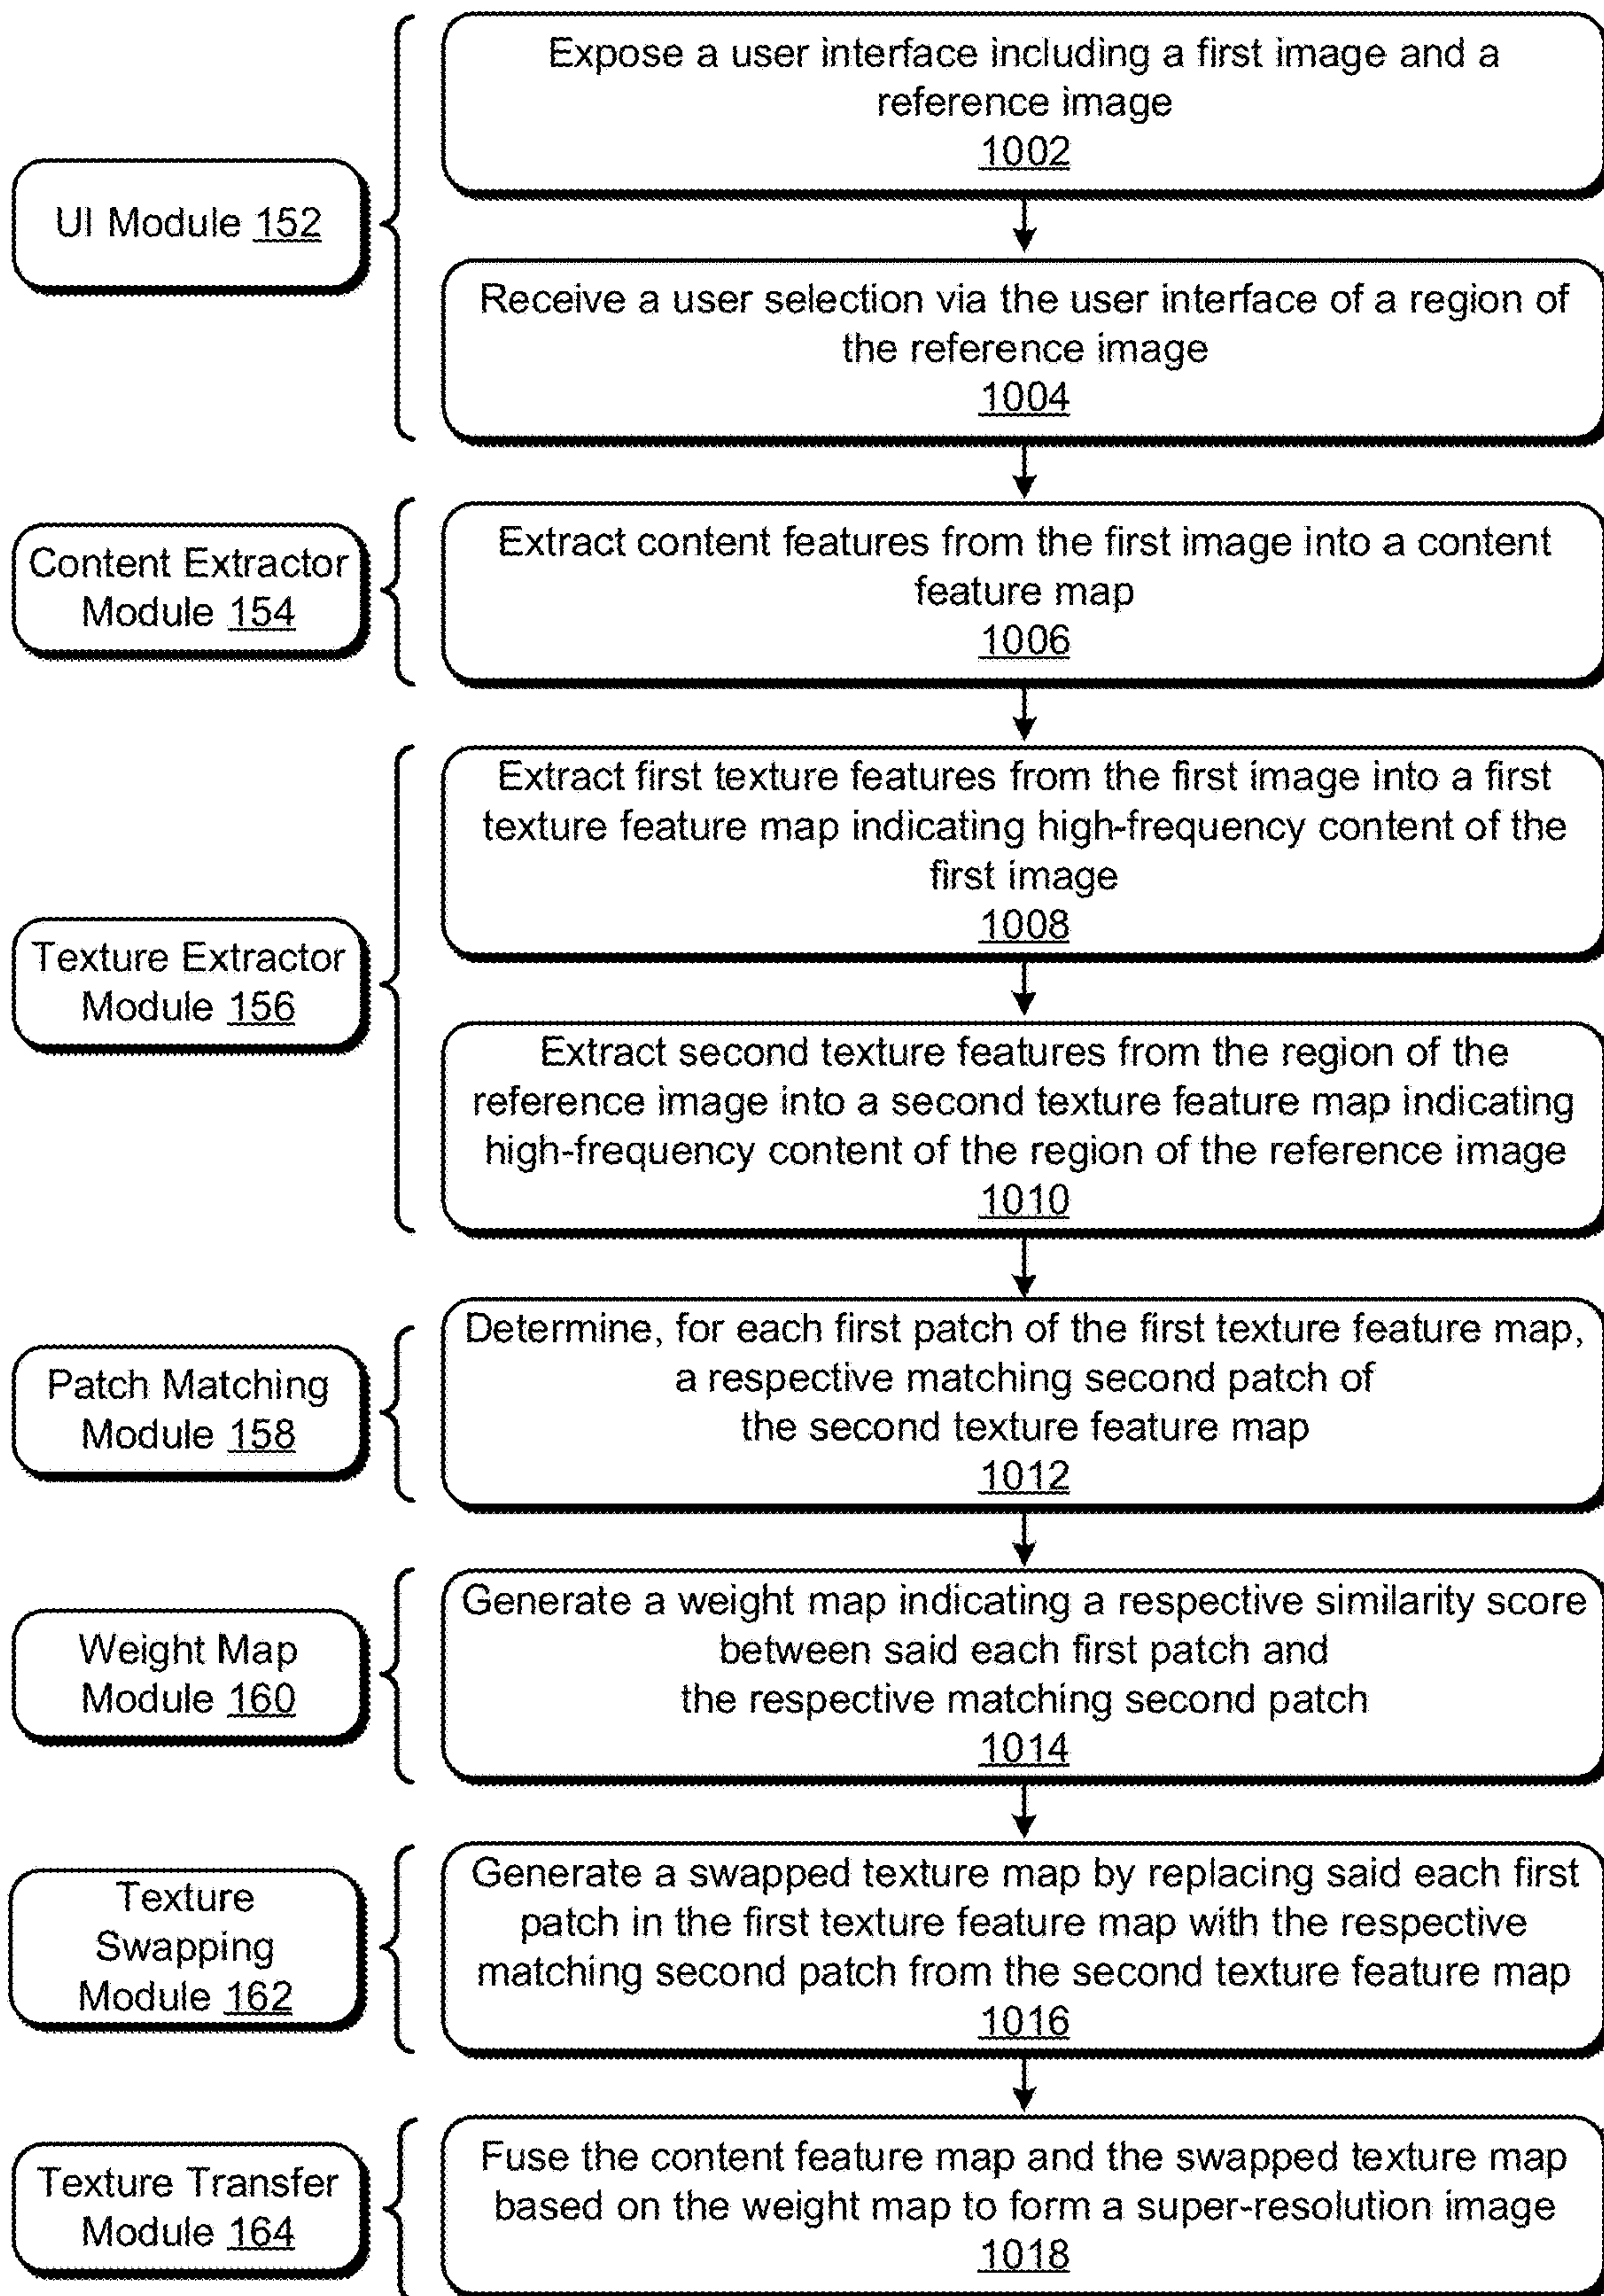 Expose a user interface including a first image and a
reference image
1002
UI Module 152
Receive a user selection via the user interface of a region of
the reference image
1004
Content Extractor
Module 154
Extract content features from the first image into a content
feature map
1006
Texture Extractor
Module 156
Extract first texture features from the first image into a first
texture feature map indicating high-frequency content of the
first image
1008
Extract second texture features from the region of the
reference image into a second texture feature map indicating
high-frequency content of the region of the reference image
1010
Patch Matching
Module 158
Determine, for each first patch of the first texture feature map,
a respective matching second patch of
the second texture feature map
1012
Weight Map
Module 160
Generate a weight map indicating a respective similarity score
between said each first patch and
the respective matching second patch
1014
Texture
Swapping
Module 162
Generate a swapped texture map by replacing said each first
patch in the first texture feature map with the respective
matching second patch from the second texture feature map
1016
Texture Transfer
Module 164
Fuse the content feature map and the swapped texture map
based on the weight map to form a super-resolution image
1018